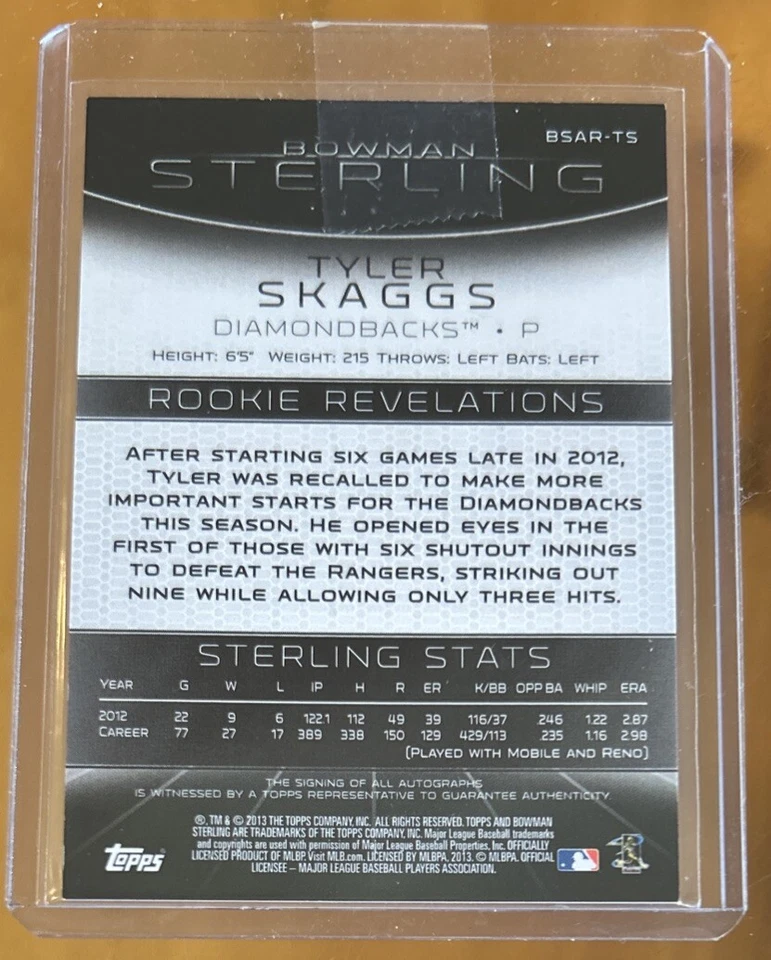 BSAR-TS
BOWMAN
STERLING
TYLER
SKAGGS
DIAMONDBACKS™ • P
HEIGHT: 6'5" WEIGHT: 215 THROWS: LEFT BATS: LEFT
ROOKIE REVELATIONS
AFTER STARTING SIX GAMES LATE IN 2012,
TYLER WAS RECALLED TO MAKE MORE
IMPORTANT STARTS FOR THE DIAMONDBACKS
THIS SEASON. HE OPENED EYES IN THE
FIRST OF THOSE WITH SIX SHUTOUT INNINGS
TO DEFEAT THE RANGERS, STRIKING OUT
NINE WHILE ALLOWING ONLY THREE HITS.
STERLING STATS
YEAR G W L IP H R ER K/BB OPP BA WHIP ERA
2012 22 9 6 122.1 112 49 39 116/37 .246 1.22 2.87
CAREER 77 27 17 389 338 150 129 429/113 .235 1.16 2.98
(PLAYED WITH MOBILE AND RENO)
THE SIGNING OF ALL AUTOGRAPHS
IS WITNESSED BY A TOPPS REPRESENTATIVE TO GUARANTEE AUTHENTICITY.
®, TM & © 2013 THE TOPPS COMPANY, INC. ALL RIGHTS RESERVED. TOPPS AND BOWMAN
STERLING ARE TRADEMARKS OF THE TOPPS COMPANY, INC. Major League Baseball trademarks
and copyrights are used with permission of Major League Baseball Properties, Inc. OFFICIALLY
LICENSED PRODUCT OF MLBP. Visit MLB.com. LICENSED BY MLBPA, 2013. © MLBPA. OFFICIAL
LICENSEE – MAJOR LEAGUE BASEBALL PLAYERS ASSOCIATION.
topps